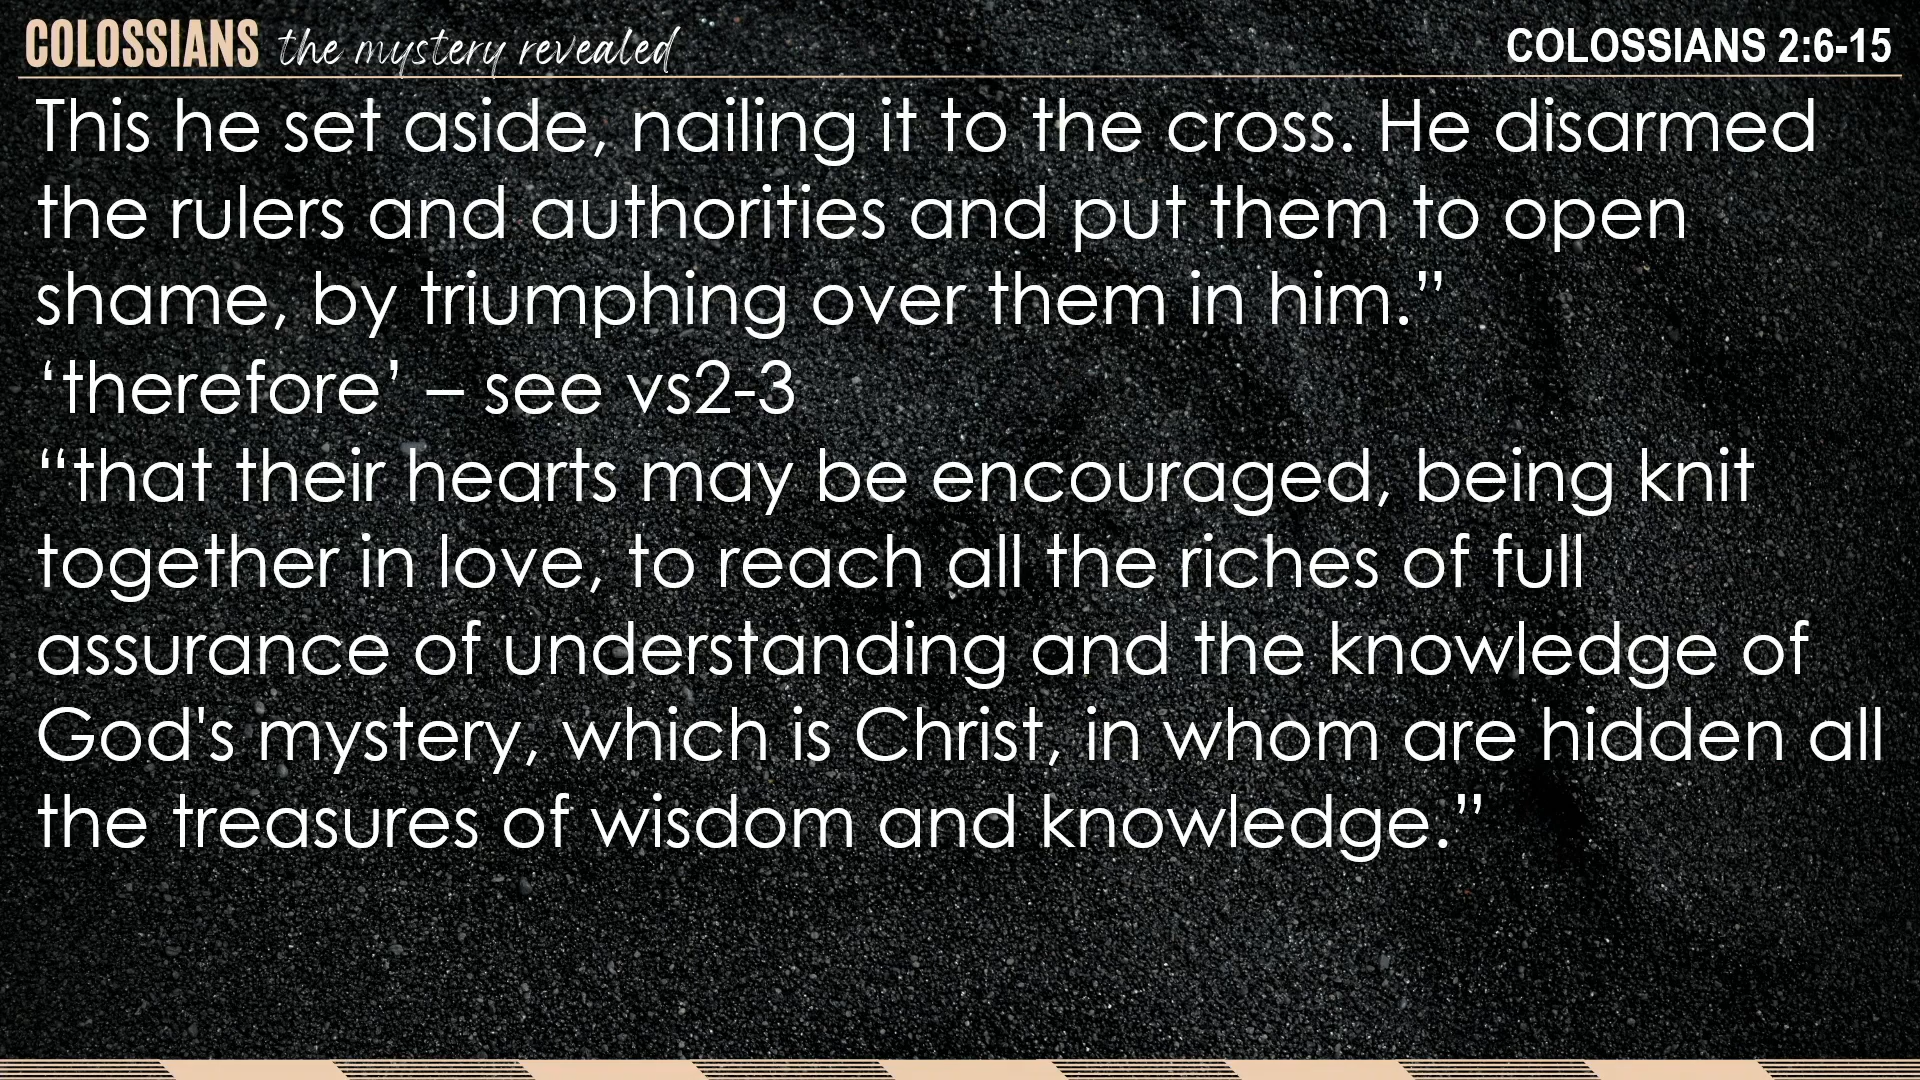 COLOSSIANS the mystery revealed
COLOSSIANS 2:6-15
This he set aside, nailing it to the cross. He disarmed
the rulers and authorities and put them to open
shame, by triumphing over them in him.”
‘therefore’ – see vs2-3
“that their hearts may be encouraged, being knit
together in love, to reach all the riches of full
assurance of understanding and the knowledge of
God's mystery, which is Christ, in whom are hidden all
the treasures of wisdom and knowledge.”